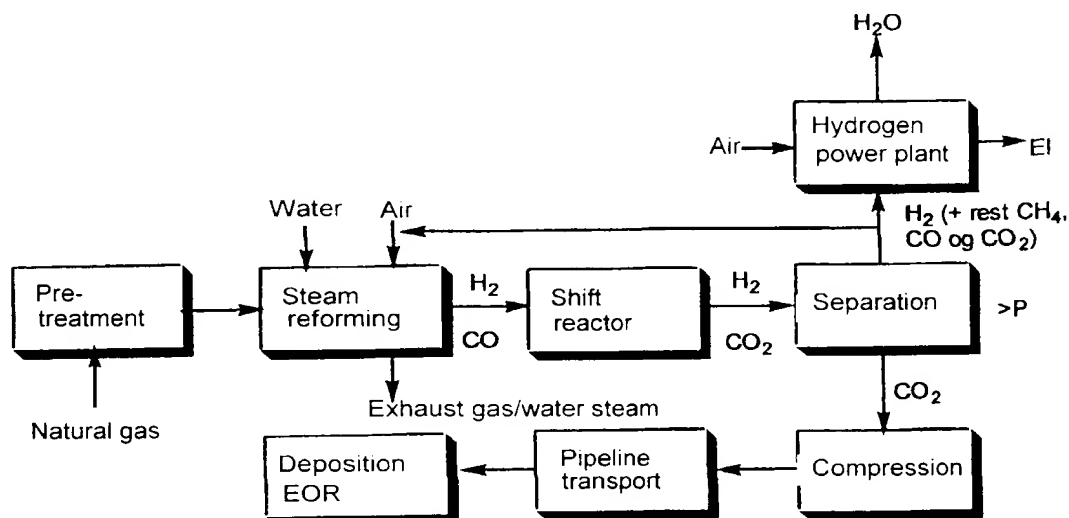 H₂O
Hydrogen
power plant
Air
El
Water
Air
H₂ (+ rest CH₄,
CO og CO₂)
Pre-
treatment
Steam
reforming
H₂
CO
Shift
reactor
H₂
CO₂
Separation
>P
Natural gas
Exhaust gas/water steam
CO₂
Deposition
EOR
Pipeline
transport
Compression